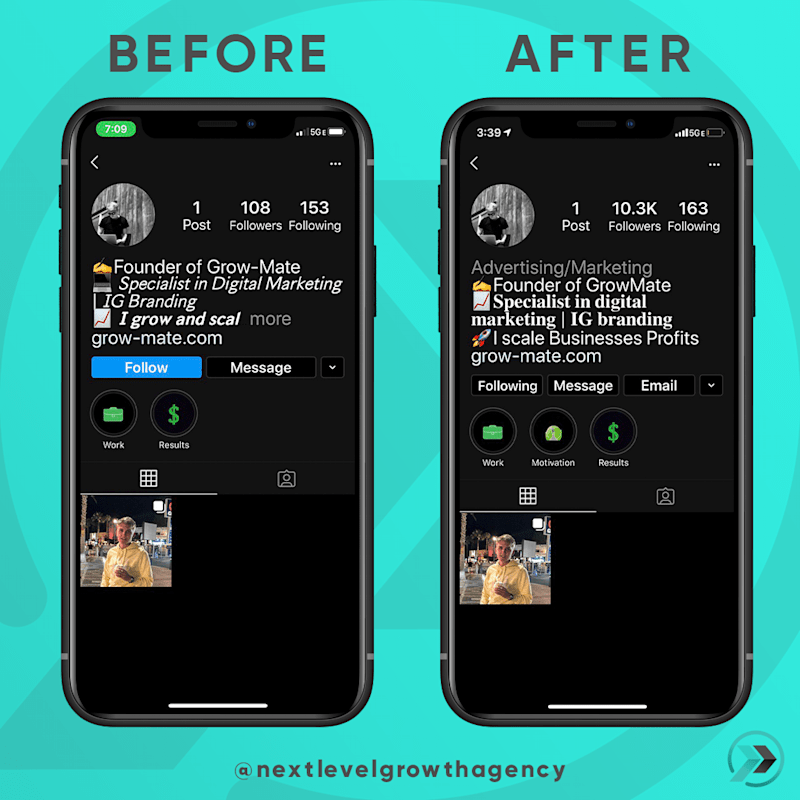 BEFORE
AFTER
7:09
5GE
1
108
153
Post
Followers
Following
✍️Founder of Grow-Mate
💻 Specialist in Digital Marketing
| IG Branding
📈 I grow and scal more
grow-mate.com
Follow
Message
Work
Results
3:39
5GE
1
10.3K
163
Post
Followers
Following
Advertising/Marketing
✍️Founder of GrowMate
📈Specialist in digital
marketing | IG branding
🚀I scale Businesses Profits
grow-mate.com
Following
Message
Email
Work
Motivation
Results
@nextlevelgrowthagency